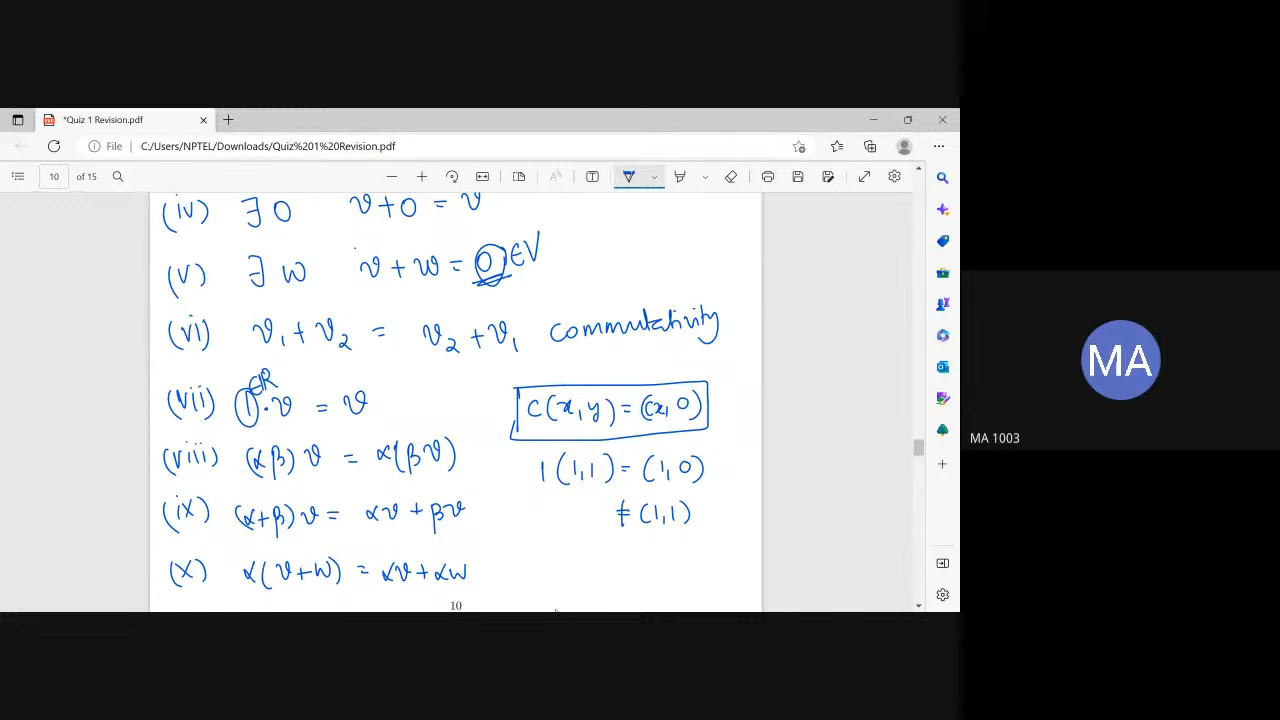 *Quiz 1 Revision.pdf
File C:/Users/NPTEL/Downloads/Quiz%201%20Revision.pdf
10 of 15
(iv) ∃ 0 v + 0 = v
(v) ∃ w v + w = 0 ∈ V
(vi) v₁ + v₂ = v₂ + v₁ commutativity
(vii) 1 ∈ ℝ · v = v
c(x, y) = (cx, 0)
(viii) (αβ)v = α(βv)
1(1,1) = (1,0)
(ix) (α+β)v = αv + βv
≠ (1,1)
(x) α(v+w) = αv + αw
10
MA
MA 1003